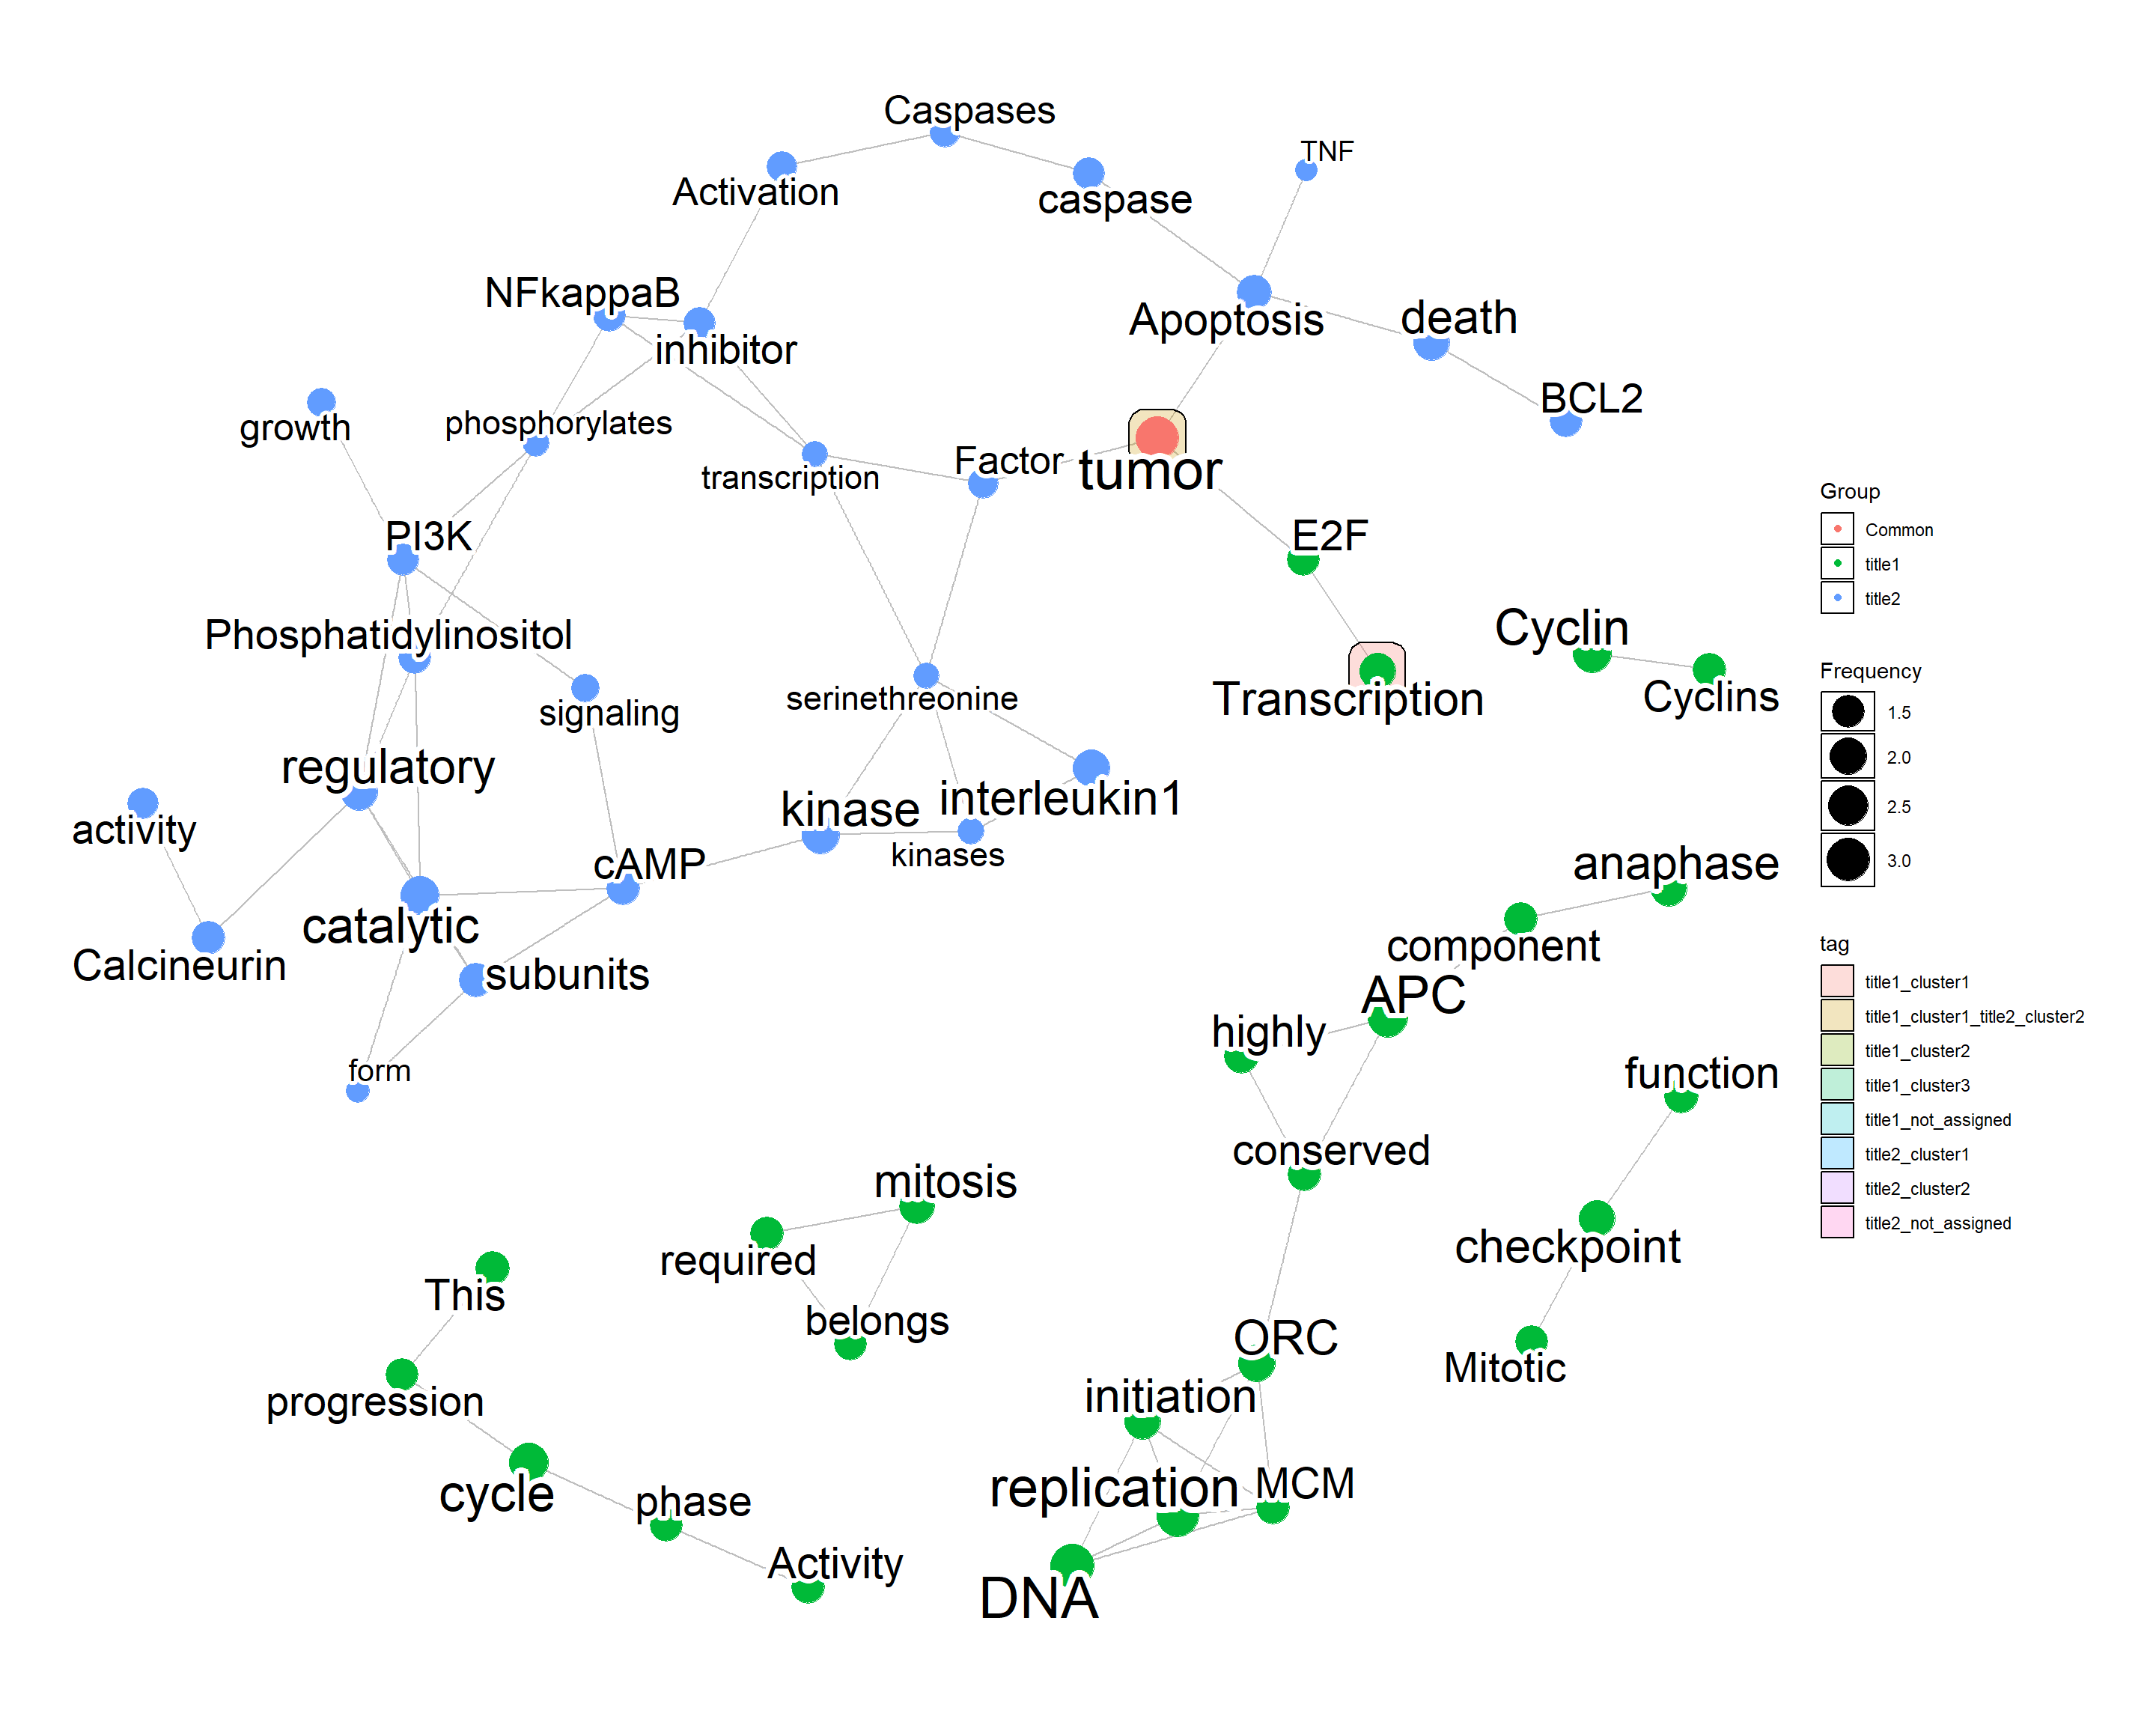 Caspases
TNF
Activation
caspase
NFkappaB
Apoptosis
death
inhibitor
BCL2
growth
phosphorylates
Factor
tumor
transcription
PI3K
E2F
Phosphatidylinositol
Cyclin
signaling
serinethreonine
Transcription
Cyclins
regulatory
activity
kinase
interleukin1
kinases
cAMP
anaphase
catalytic
component
Calcineurin
subunits
APC
highly
form
function
conserved
mitosis
required
checkpoint
This
belongs
ORC
Mitotic
progression
initiation
cycle
phase
replication
MCM
Activity
DNA
Group
Common
title1
title2
Frequency
1.5
2.0
2.5
3.0
tag
title1_cluster1
title1_cluster1_title2_cluster2
title1_cluster2
title1_cluster3
title1_not_assigned
title2_cluster1
title2_cluster2
title2_not_assigned